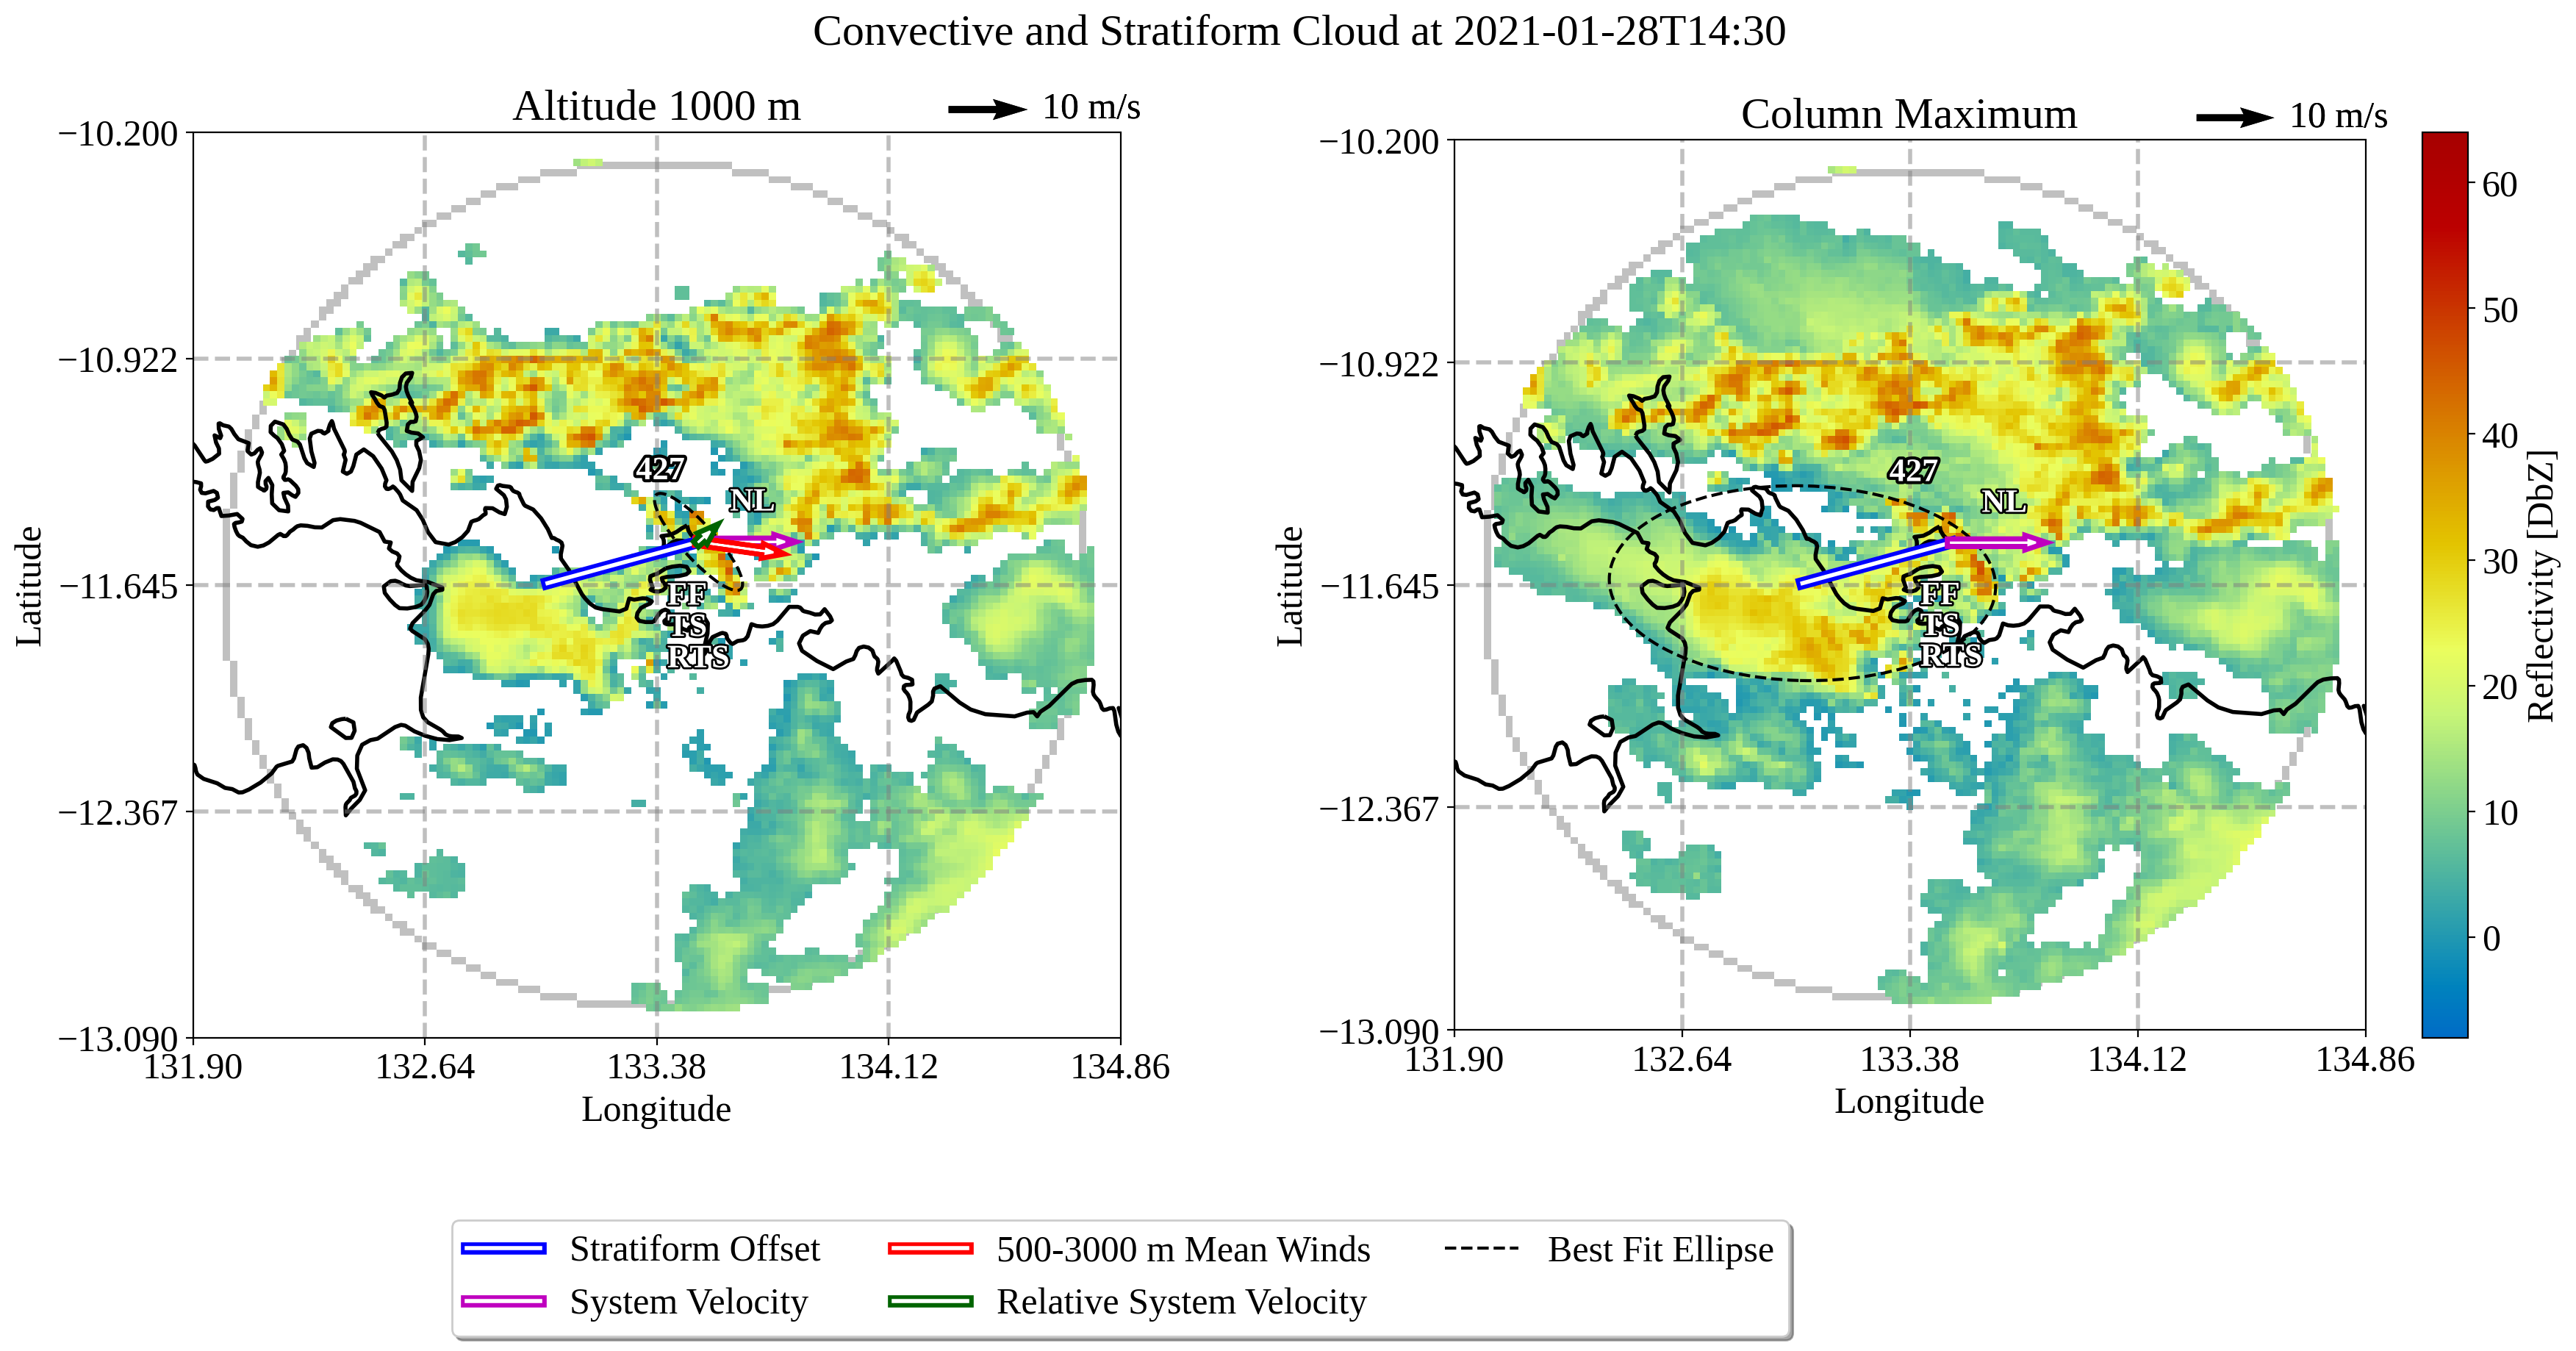 Convective and Stratiform Cloud at 2021-01-28T14:30
Altitude 1000 m
10 m/s
−10.200
−10.922
−11.645
−12.367
−13.090
Latitude
427
NL
FF
TS
RTS
131.90
132.64
133.38
134.12
134.86
Longitude
Column Maximum
10 m/s
−10.200
−10.922
−11.645
−12.367
−13.090
Latitude
427
NL
FF
TS
RTS
131.90
132.64
133.38
134.12
134.86
Longitude
60
50
40
30
20
10
0
Reflectivity [DbZ]
Stratiform Offset
System Velocity
500-3000 m Mean Winds
Relative System Velocity
Best Fit Ellipse